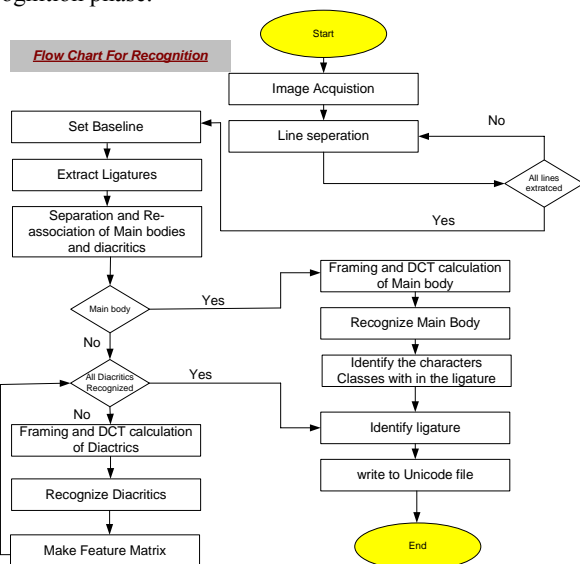 ognition phase.
Start
Flow Chart For Recognition
Image Acquistion
Line seperation
No
All lines
extratced
Yes
Set Baseline
Extract Ligatures
Separation and Re-
association of Main bodies
and diacritics
Main body
Yes
No
Framing and DCT calculation
of Main body
Recognize Main Body
Identify the characters
Classes with in the ligature
All Diacritics
Recognized
Yes
No
Identify ligature
write to Unicode file
End
Framing and DCT calculation
of Diactrics
Recognize Diacritics
Make Feature Matrix